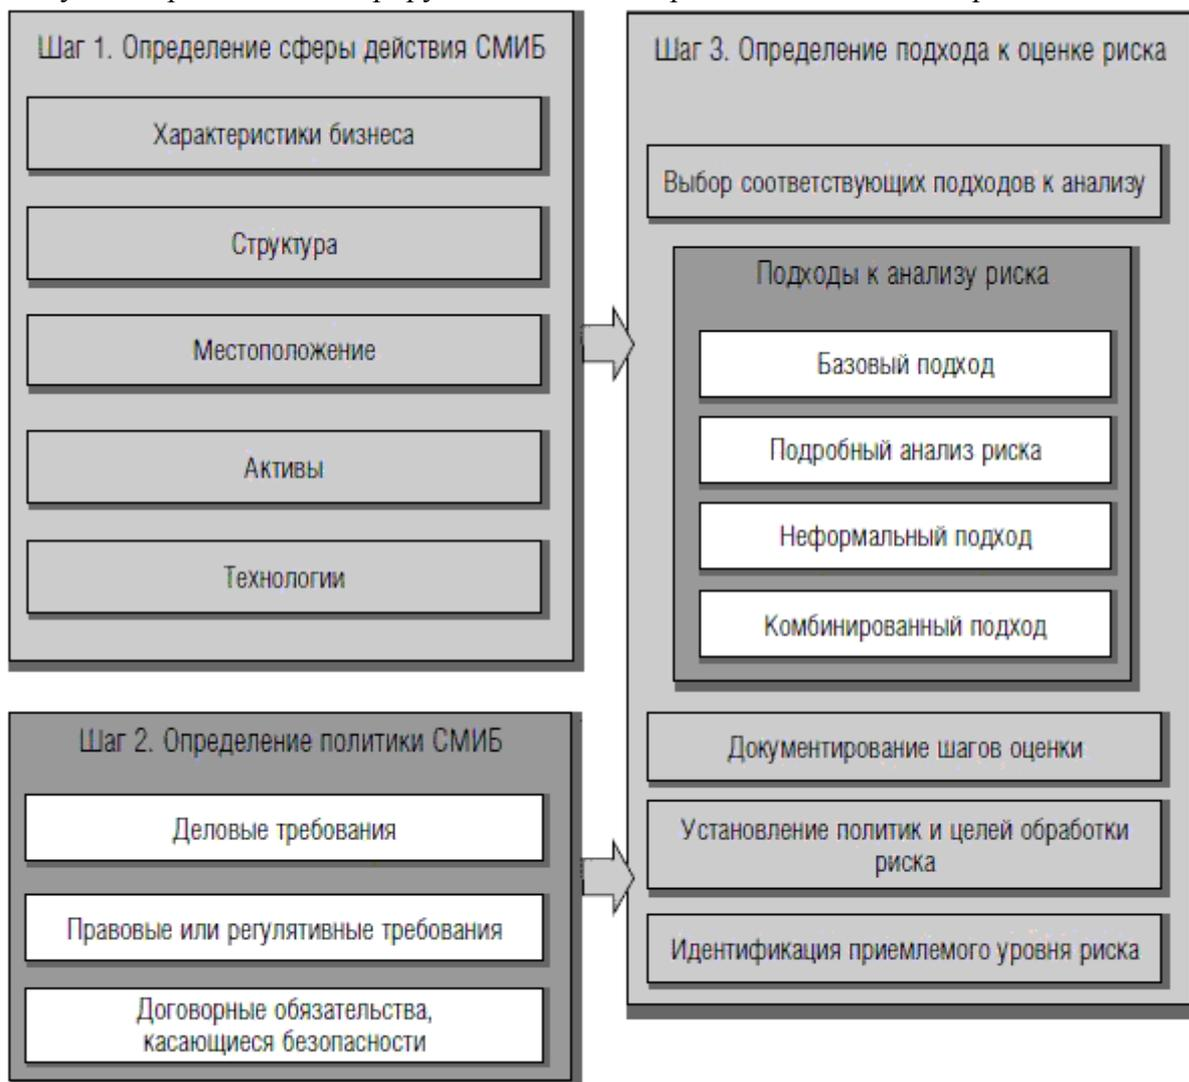 Шаг 1. Определение сферы действия СМИБ
Характеристики бизнеса
Структура
Местоположение
Активы
Технологии
Шаг 2. Определение политики СМИБ
Деловые требования
Правовые или регулятивные требования
Договорные обязательства,
касающиеся безопасности
Шаг 3. Определение подхода к оценке риска
Выбор соответствующих подходов к анализу
Подходы к анализу риска
Базовый подход
Подробный анализ риска
Неформальный подход
Комбинированный подход
Документирование шагов оценки
Установление политик и целей обработки
риска
Идентификация приемлемого уровня риска